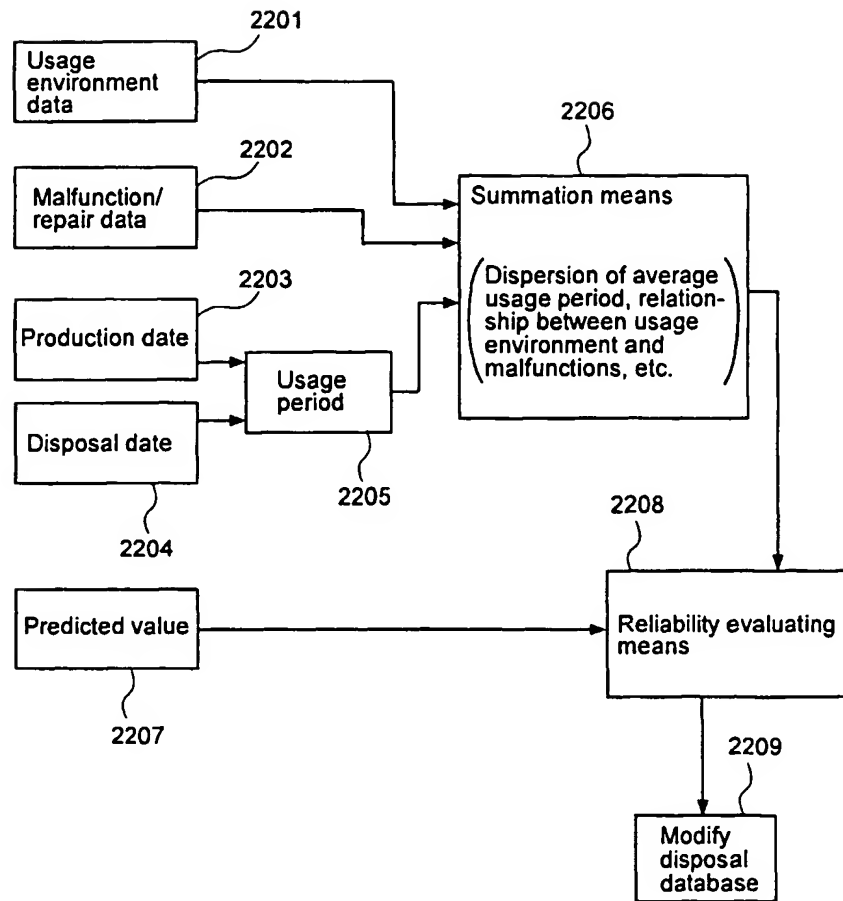 2201
Usage
environment
data
2202
Malfunction/
repair data
2203
Production date
Disposal date
2204
Usage
period
2205
2206
Summation means
(Dispersion of average
usage period, relation-
ship between usage
environment and
malfunctions, etc.)
Predicted value
2207
2208
Reliability evaluating
means
2209
Modify
disposal
database